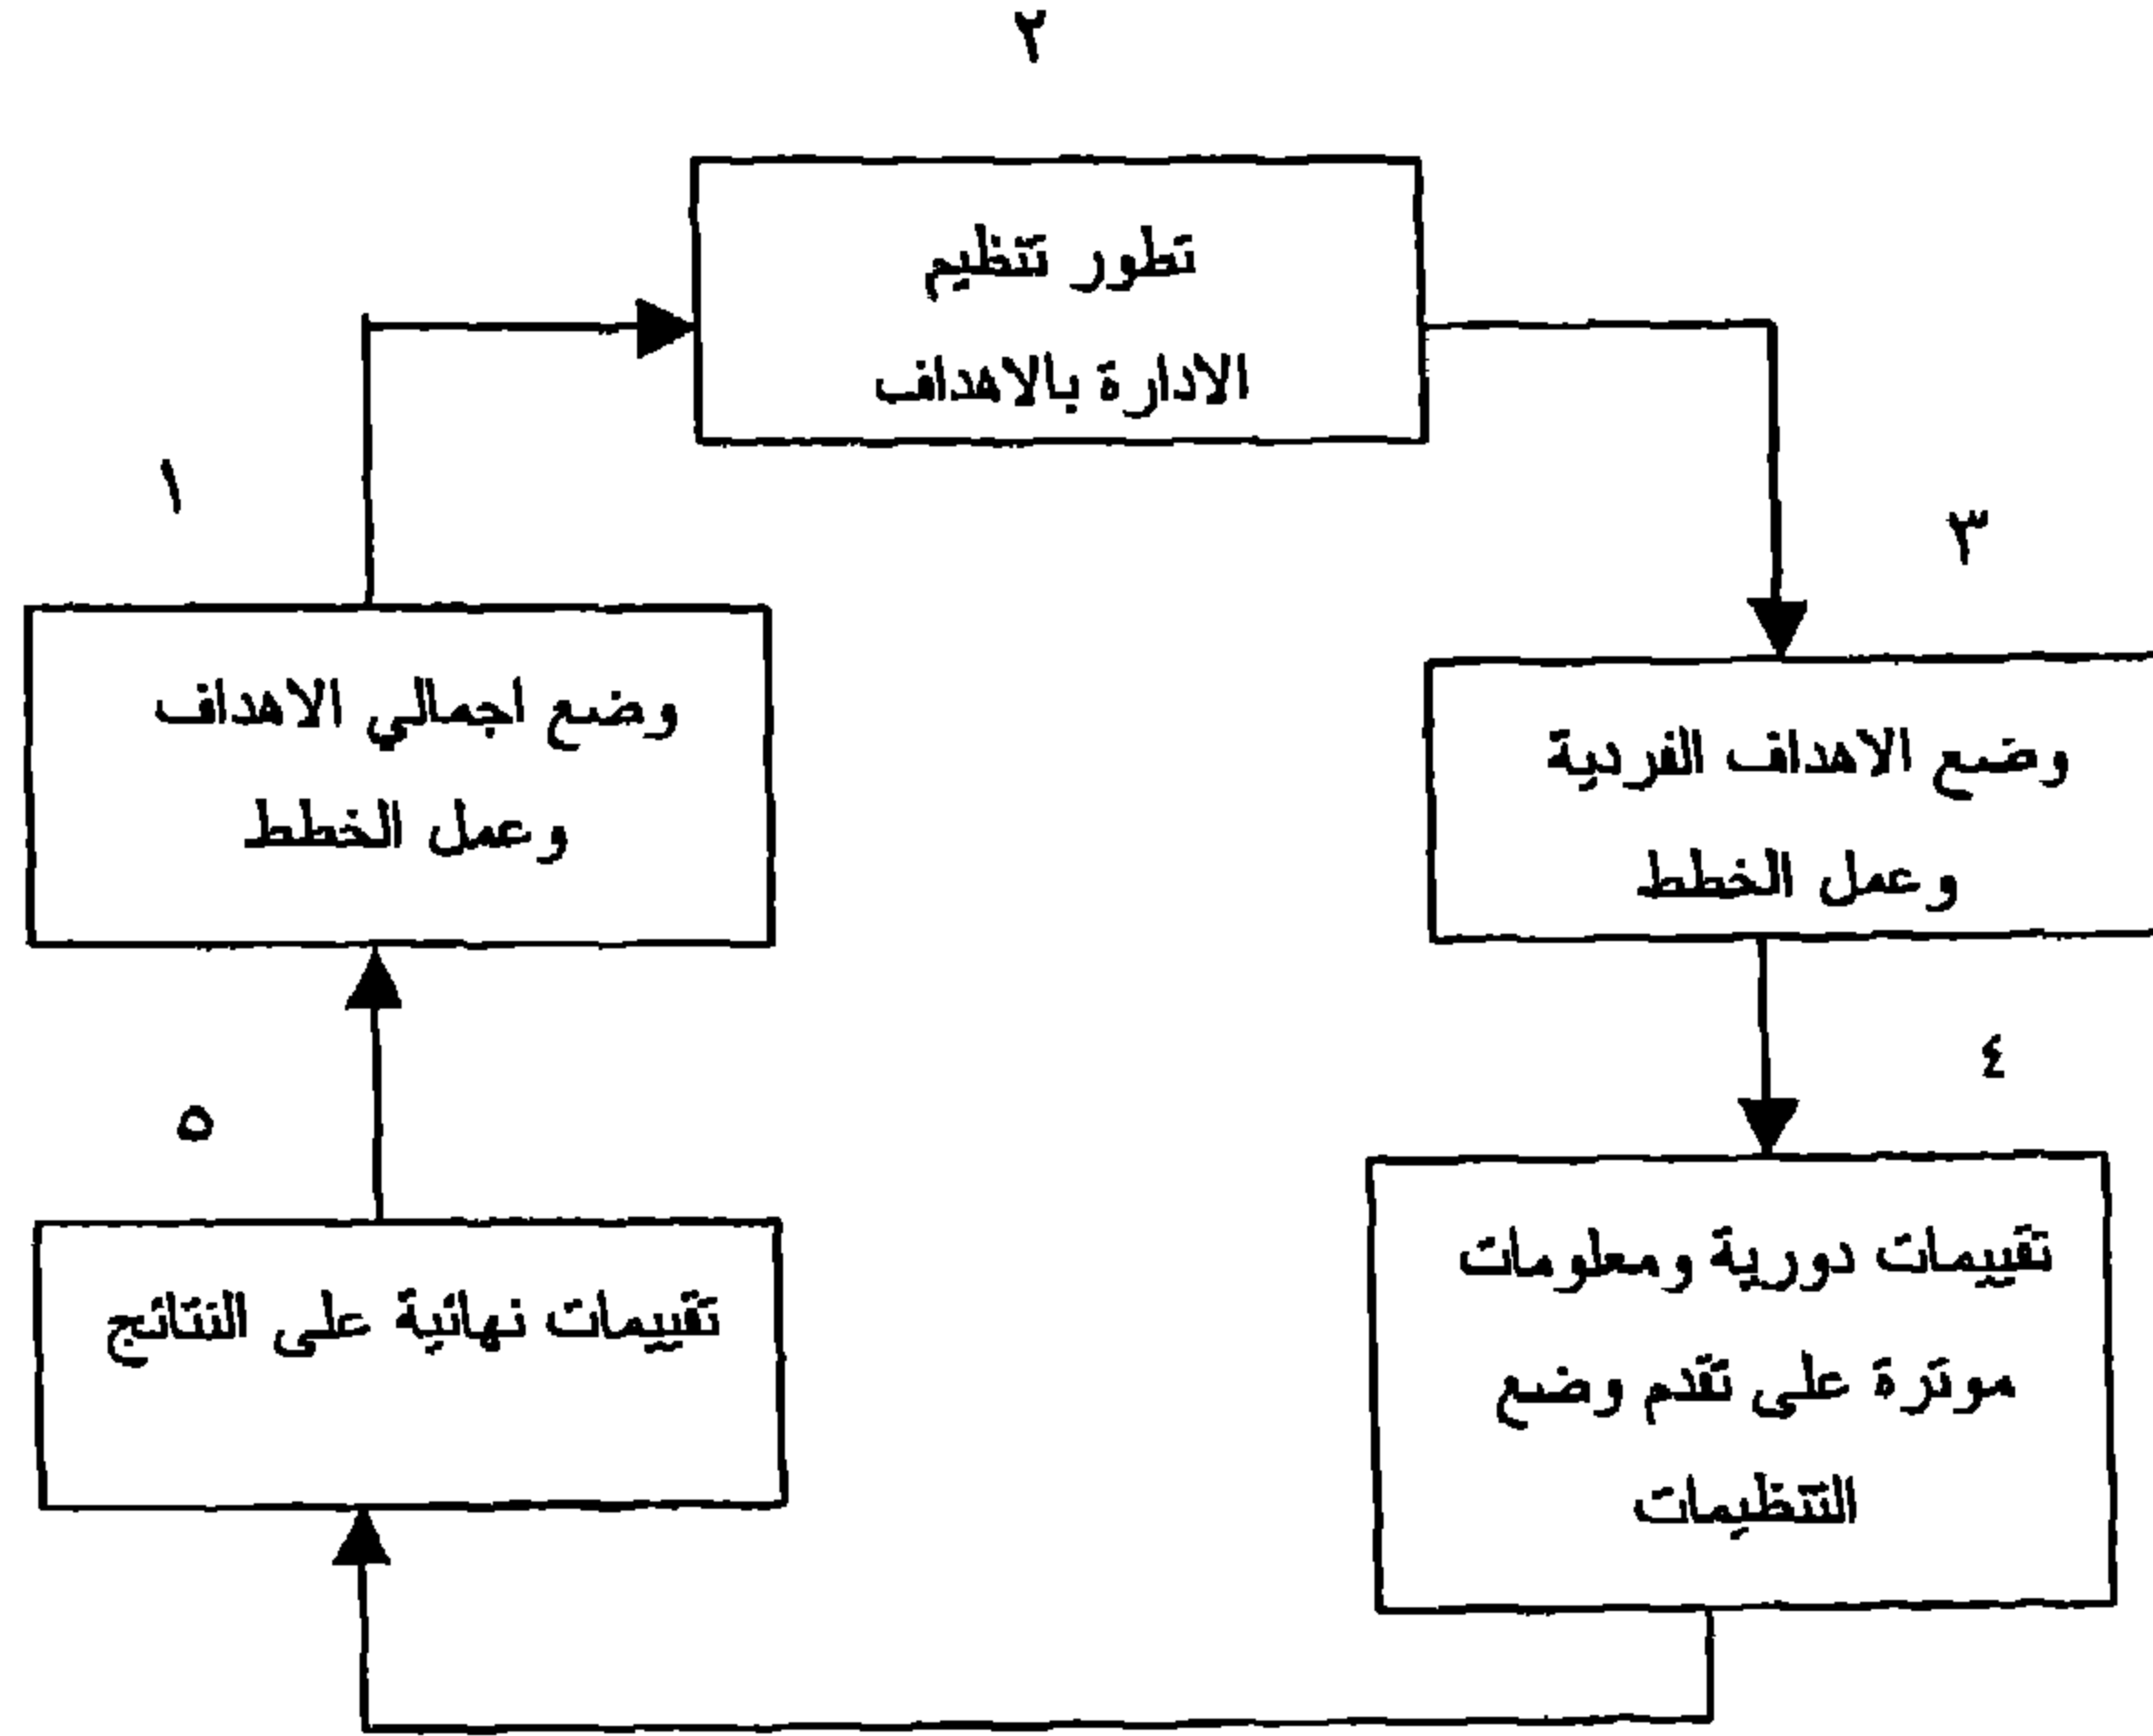 ٢
تطور تنظيم
الادارة بالاهداف
١
وضع اجمالي الاهداف
وعمل الخطط
٣
وضع الاهداف الفردية
وعمل الخطط
٤
تقييمات دورية ومعلومات
موثرة على تقدم وضع
التنظيمات
٥
تقييمات نهائية على النتائج